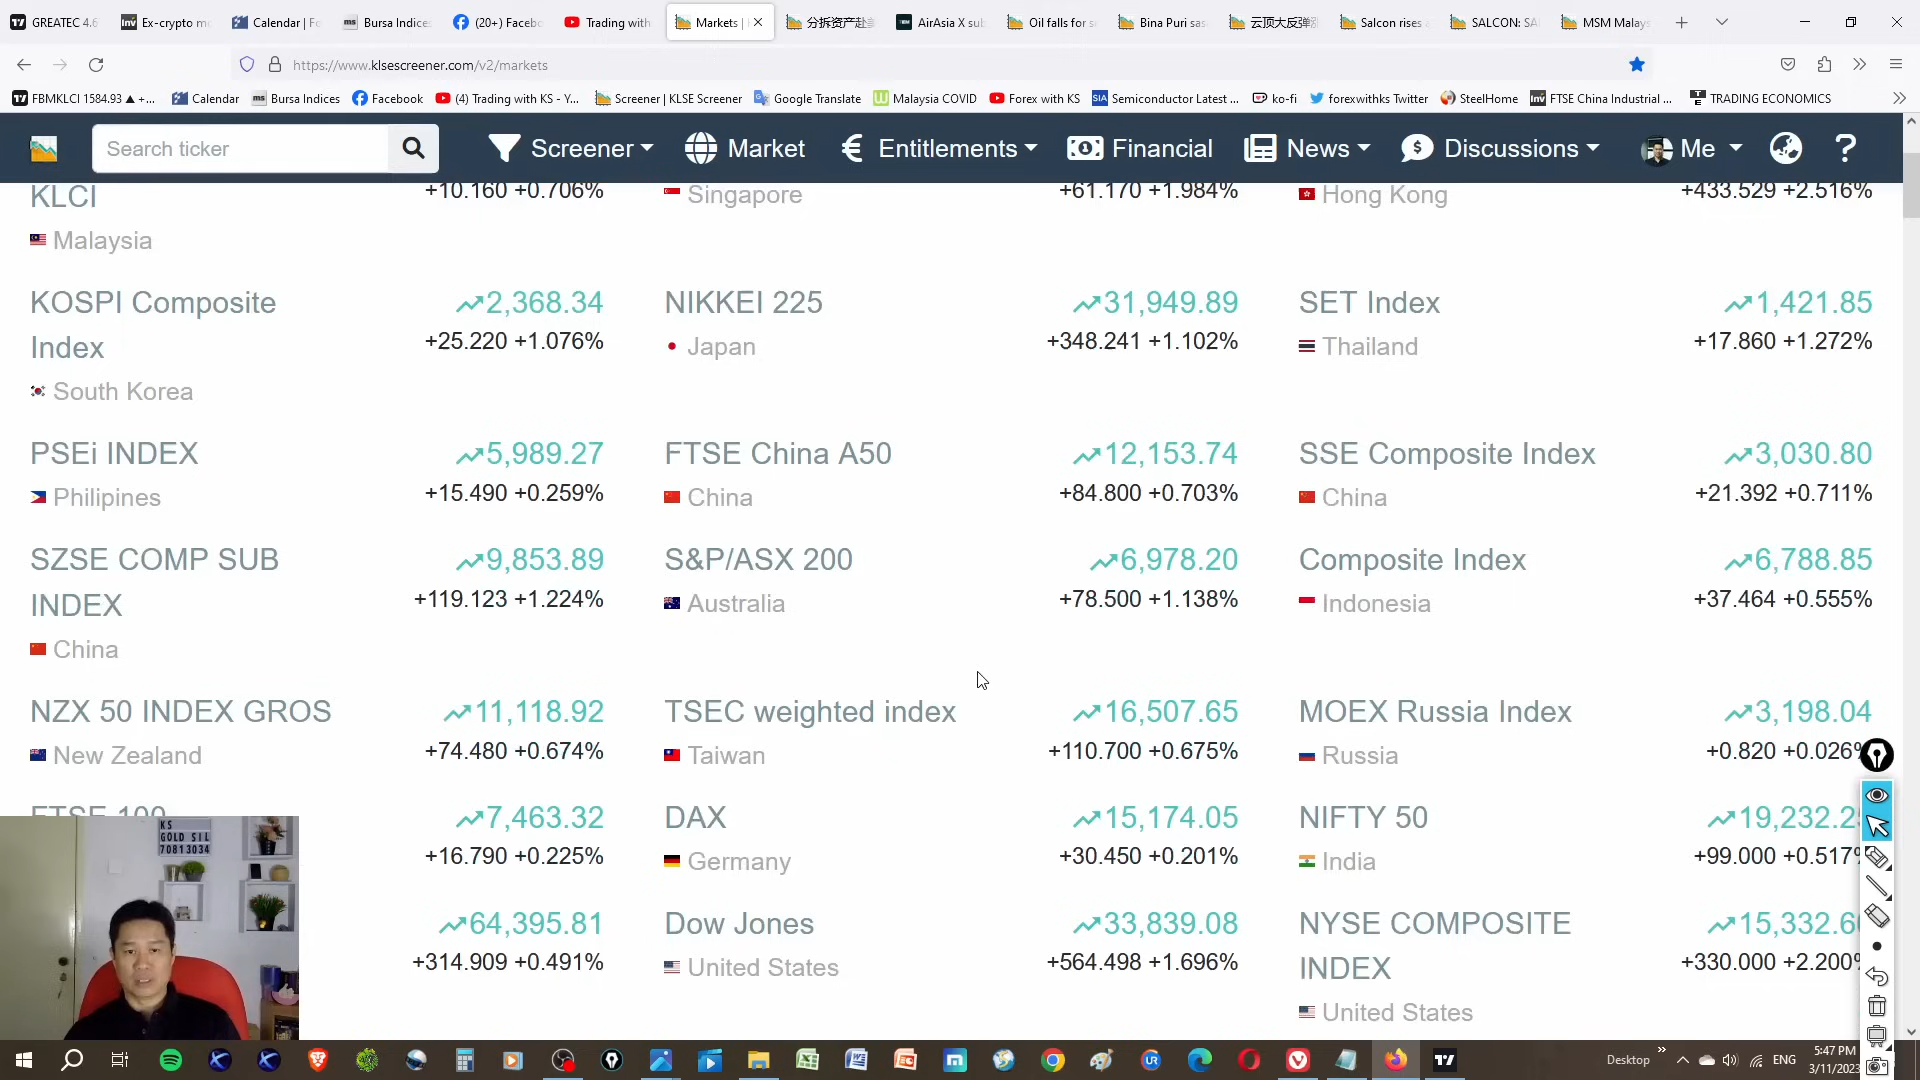 GREATEC 4.6
Ex-crypto mo
Calendar | Fo
Bursa Indices
(20+) Facebo
Trading with
Markets |
分拆资产赴
AirAsia X sub
Oil falls for se
Bina Puri sas
云顶大反弹
Salcon rises a
SALCON: SA
MSM Malays
https://www.klsescreener.com/v2/markets
FBMKLCI 1584.93 ▲ +...
Calendar
Bursa Indices
Facebook
(4) Trading with KS - Y...
Screener | KLSE Screener
Google Translate
Malaysia COVID
Forex with KS
Semiconductor Latest ...
ko-fi
forexwithks Twitter
SteelHome
FTSE China Industrial ...
TRADING ECONOMICS
Search ticker
Screener
Market
Entitlements
Financial
News
Discussions
Me
?
KLCI
+10.160 +0.706%
Malaysia
Singapore
+61.170 +1.984%
Hong Kong
+433.529 +2.516%
KOSPI Composite
Index
2,368.34
+25.220 +1.076%
South Korea
NIKKEI 225
31,949.89
+348.241 +1.102%
Japan
SET Index
1,421.85
+17.860 +1.272%
Thailand
PSEi INDEX
5,989.27
+15.490 +0.259%
Philipines
FTSE China A50
12,153.74
+84.800 +0.703%
China
SSE Composite Index
3,030.80
+21.392 +0.711%
China
SZSE COMP SUB
INDEX
9,853.89
+119.123 +1.224%
China
S&P/ASX 200
6,978.20
+78.500 +1.138%
Australia
Composite Index
6,788.85
+37.464 +0.555%
Indonesia
NZX 50 INDEX GROS
11,118.92
+74.480 +0.674%
New Zealand
TSEC weighted index
16,507.65
+110.700 +0.675%
Taiwan
MOEX Russia Index
3,198.04
+0.820 +0.026%
Russia
FTSE 100
7,463.32
+16.790 +0.225%
DAX
15,174.05
+30.450 +0.201%
Germany
NIFTY 50
19,232.2
+99.000 +0.517%
India
64,395.81
+314.909 +0.491%
Dow Jones
33,839.08
+564.498 +1.696%
United States
NYSE COMPOSITE
INDEX
15,332.6
+330.000 +2.200%
United States
KS
GOLD SIL
70813034
Desktop
ENG
5:47 PM
3/11/2023